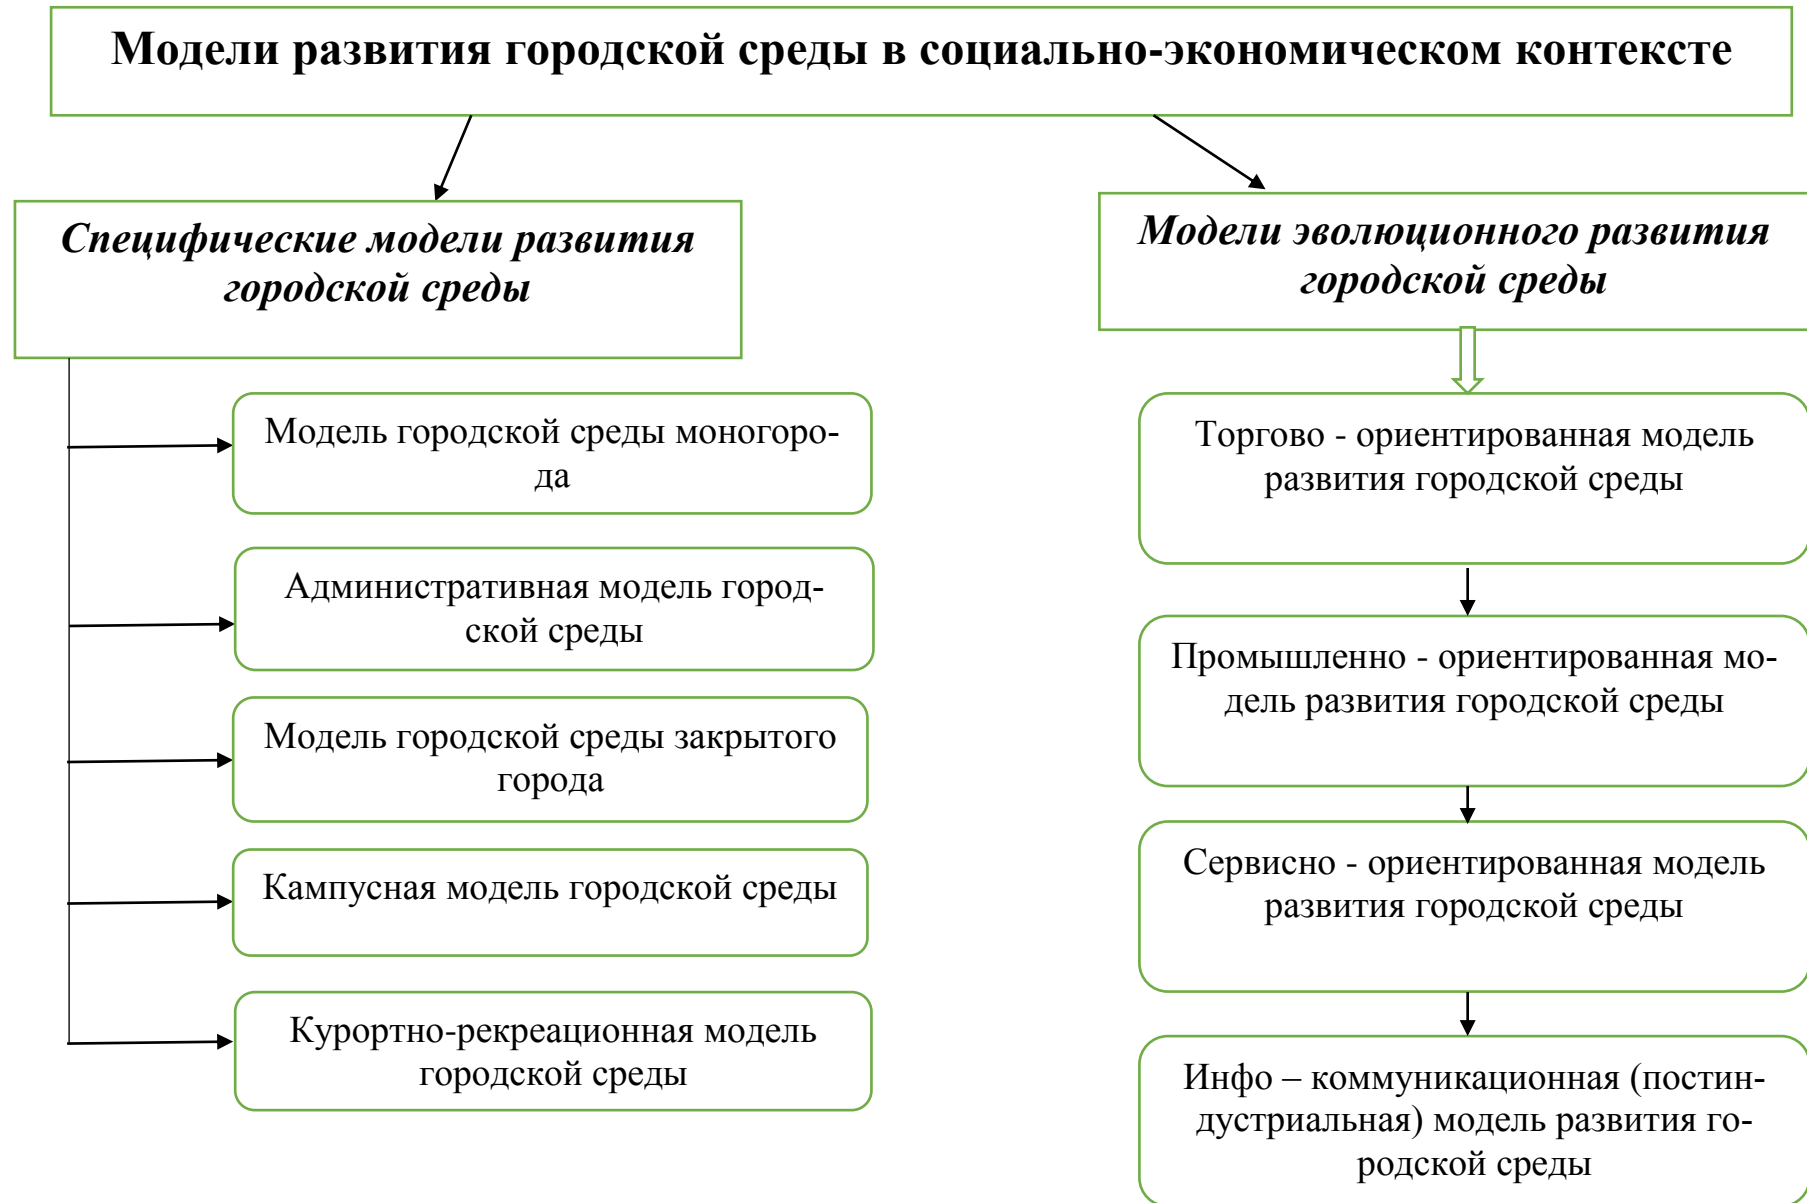 Модели развития городской среды в социально-экономическом контексте
Специфические модели развития
городской среды
Модель городской среды моногоро-
да
Административная модель город-
ской среды
Модель городской среды закрытого
города
Кампусная модель городской среды
Курортно-рекреационная модель
городской среды
Модели эволюционного развития
городской среды
Торгово - ориентированная модель
развития городской среды
Промышленно - ориентированная мо-
дель развития городской среды
Сервисно - ориентированная модель
развития городской среды
Инфо – коммуникационная (постин-
дустриальная) модель развития го-
родской среды